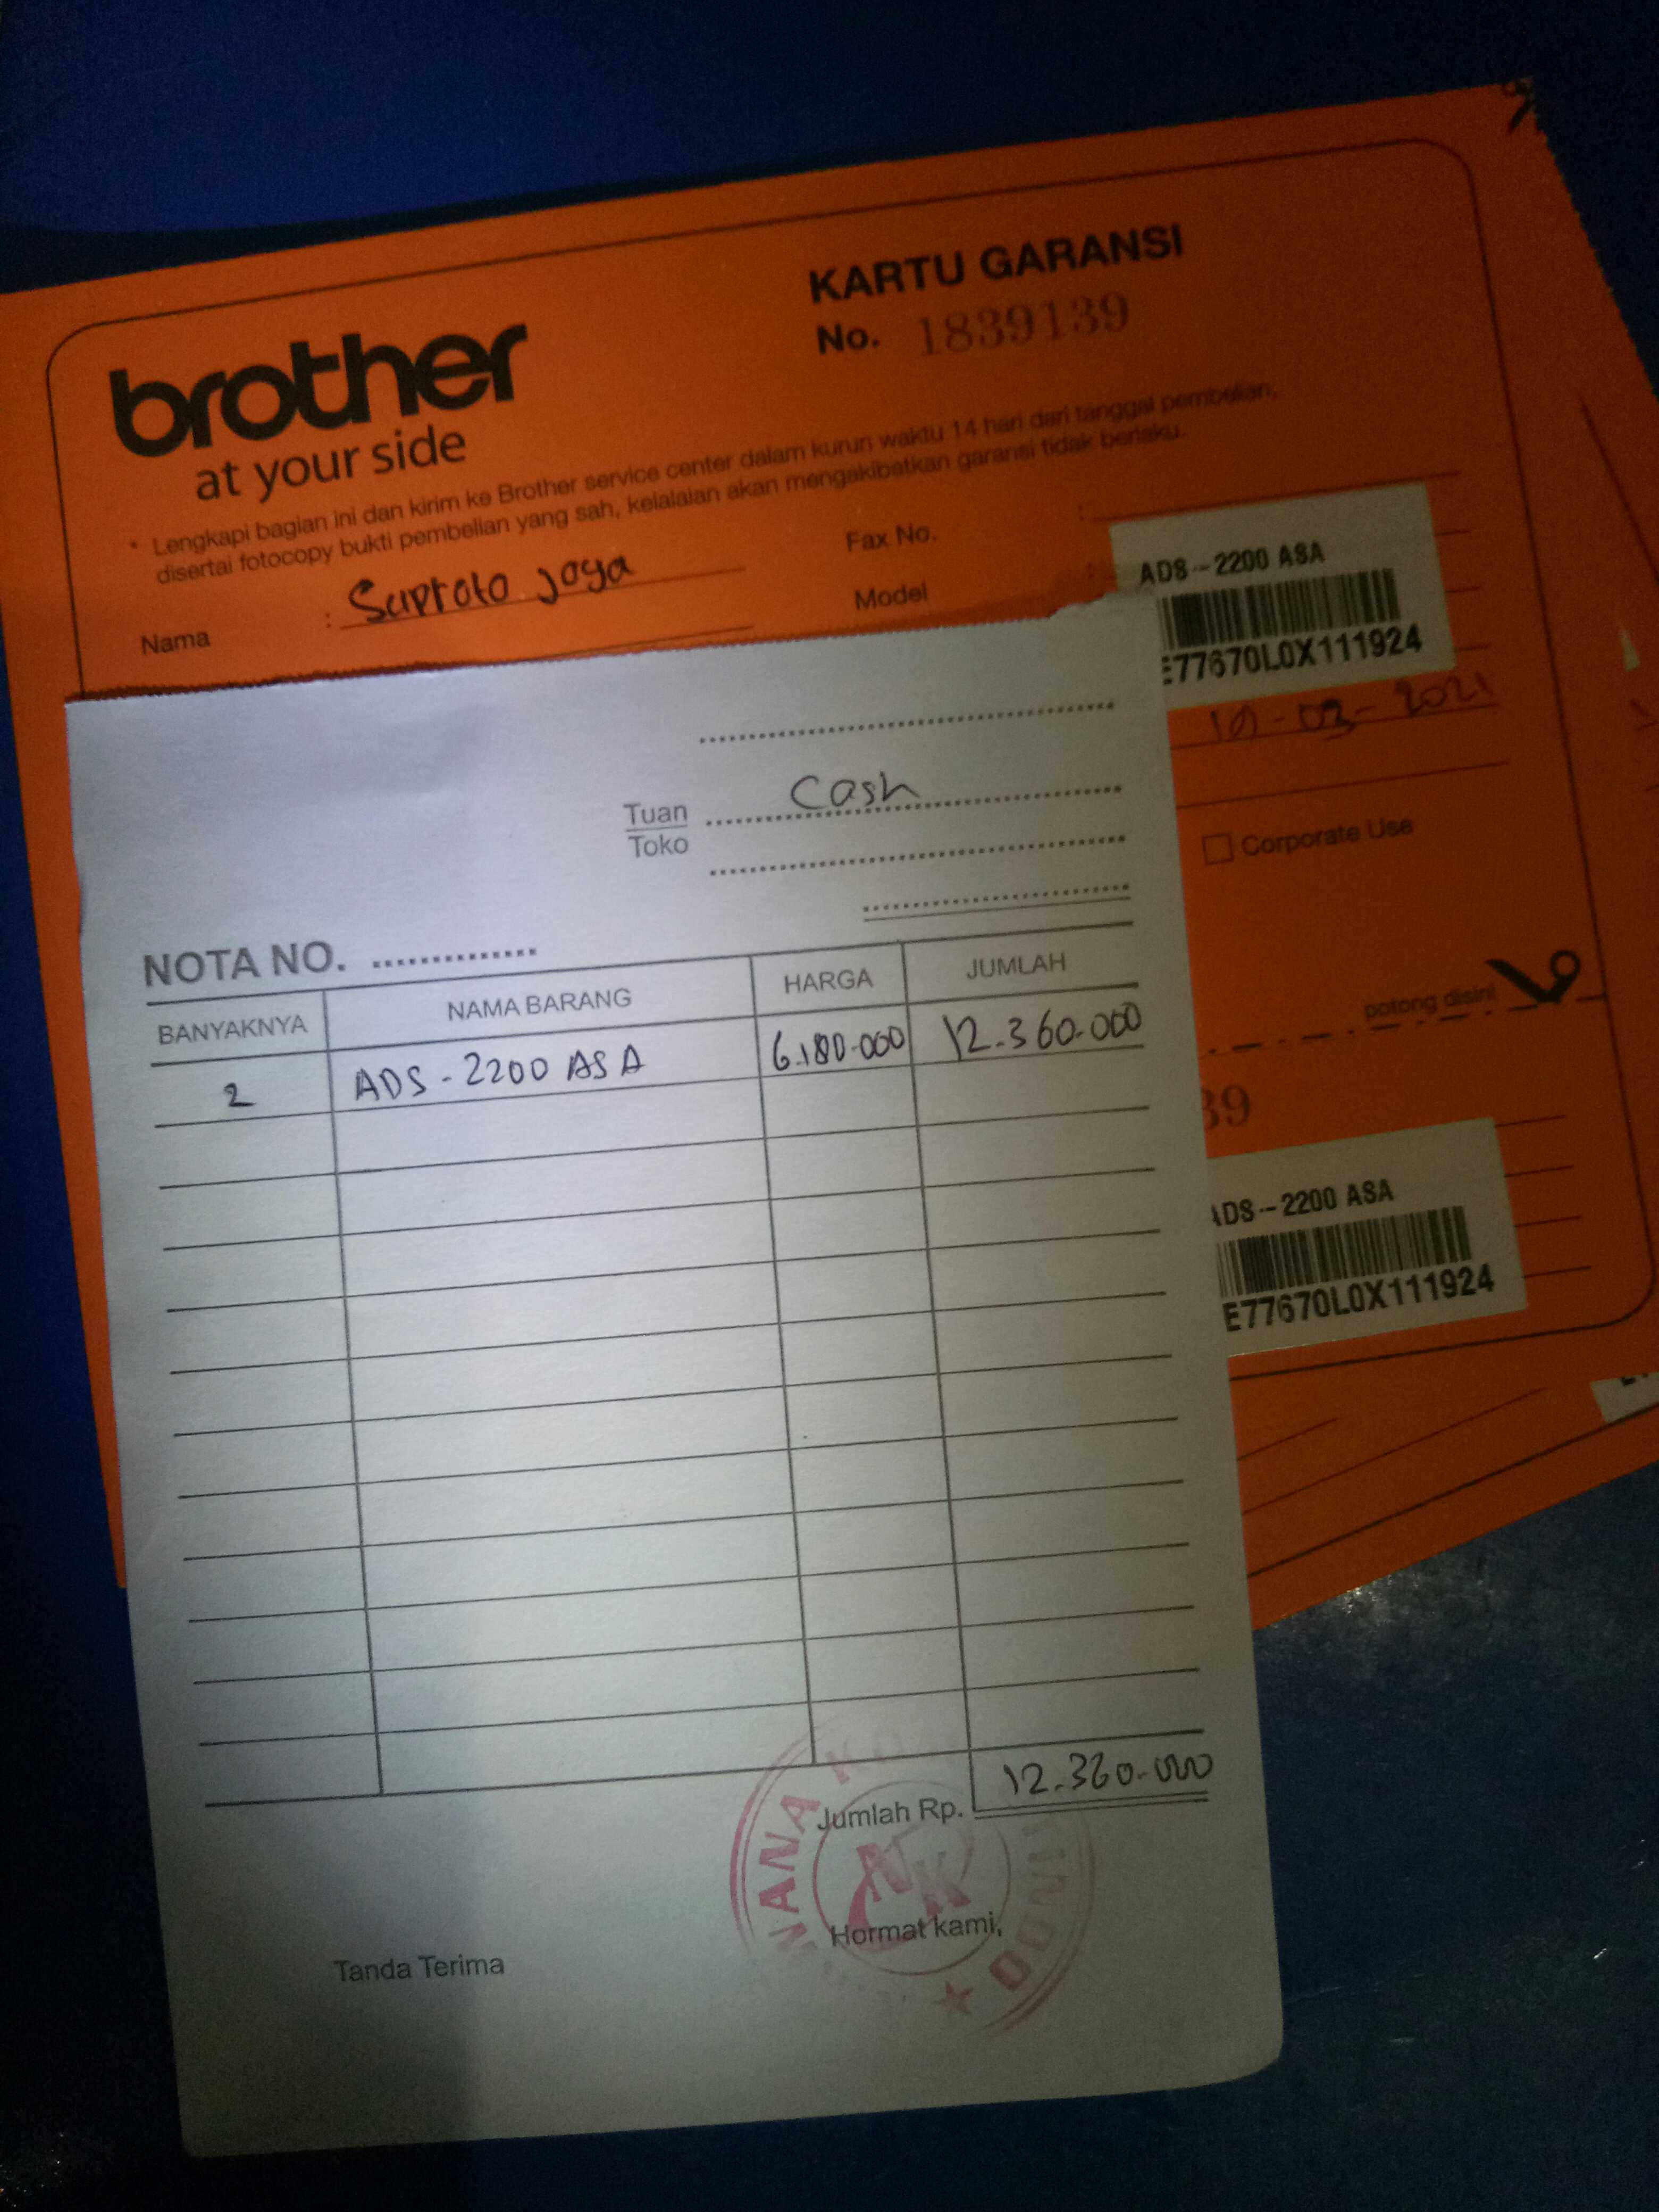 brother
at your side
KARTU GARANSI
No. 1839139
* Lengkapi bagian ini dan kirim ke Brother service center dalam kurun waktu 14 hari dari tanggal pembelian,
disertai fotocopy bukti pembelian yang sah, kelalaian akan mengakibatkan garansi tidak berlaku.
Nama : Suproto Joya
Fax No. :
Model :
ADS-2200 ASA
E77670L0X111924
10-03-2021
Corporate Use
potong disini
39
ADS-2200 ASA
E77670L0X111924
Tuan Cash
Toko
NOTA NO.
BANYAKNYA NAMA BARANG HARGA JUMLAH
2 ADS-2200 ASA 6.180.000 12.360.000
Jumlah Rp. 12.360.000
Tanda Terima
Hormat kami,
NK